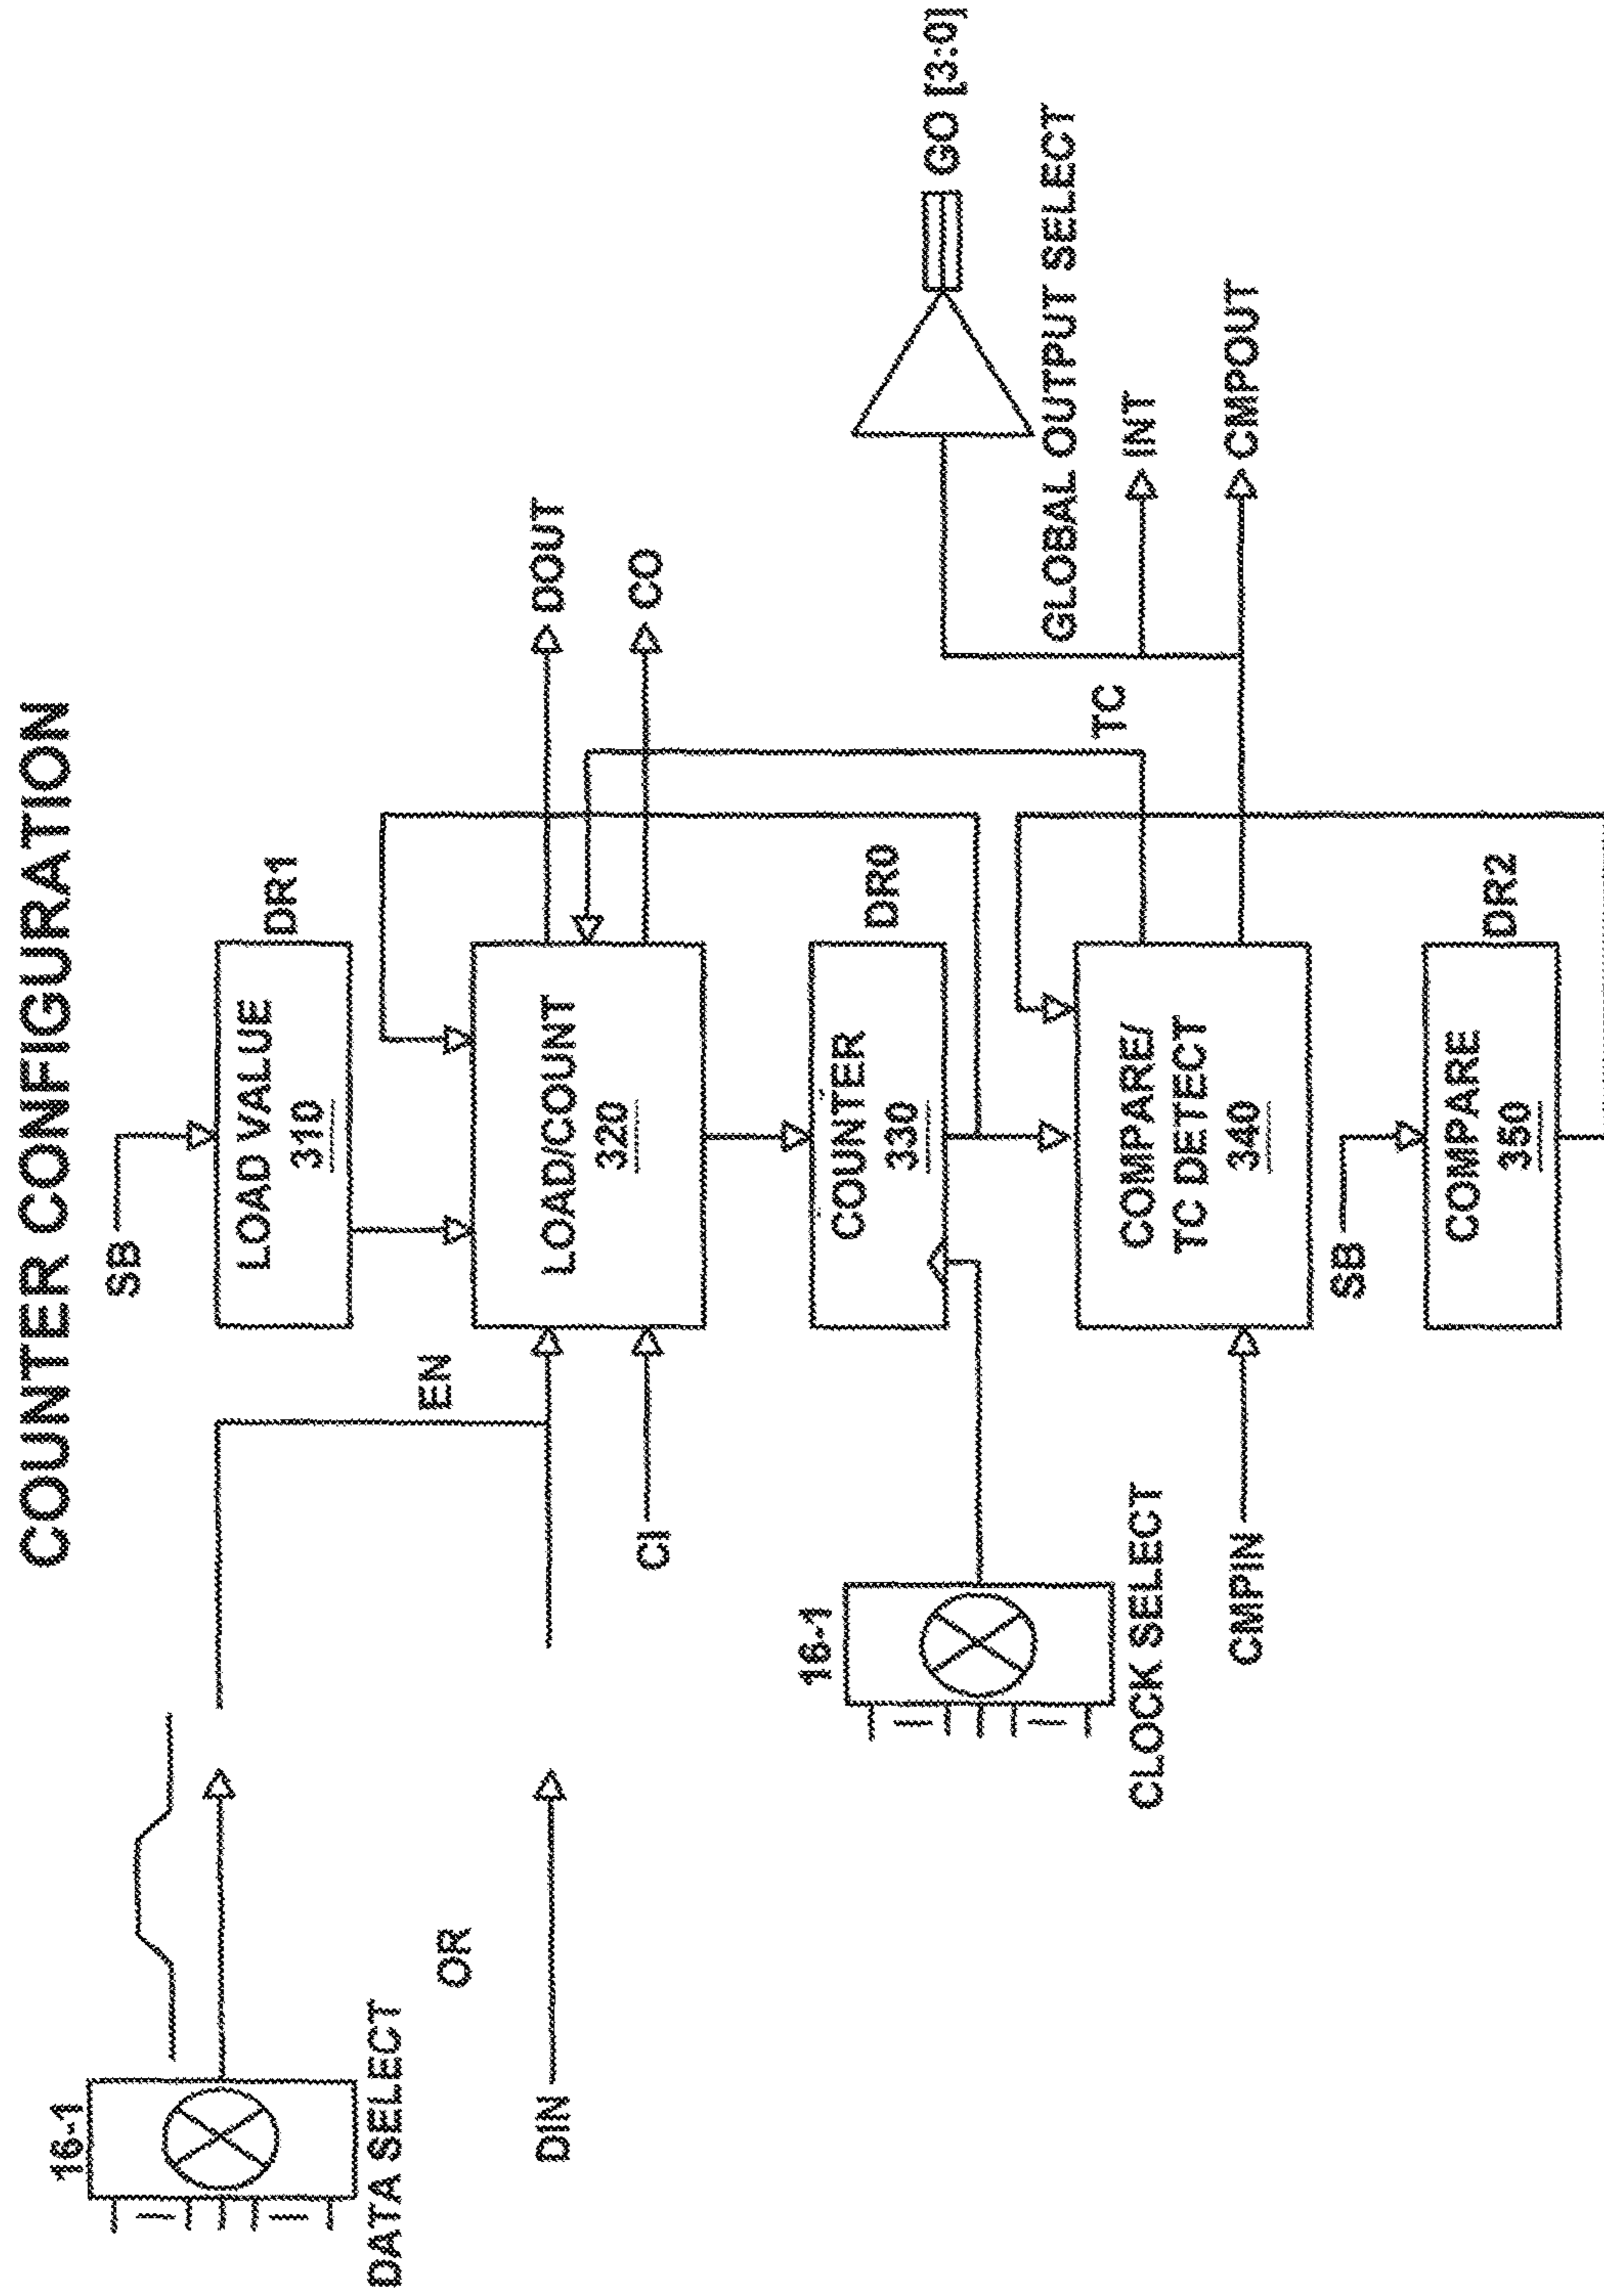 COUNTER CONFIGURATION
16-1
DATA SELECT
OR
DIN
EN
CI
SB
DR1
LOAD VALUE
310
LOAD/COUNT
320
DOUT
CO
DR0
COUNTER
330
16-1
CLOCK SELECT
CMPIN
COMPARE/
TC DETECT
340
TC
GO [3:0]
GLOBAL OUTPUT SELECT
INT
CMPOUT
SB
DR2
COMPARE
350